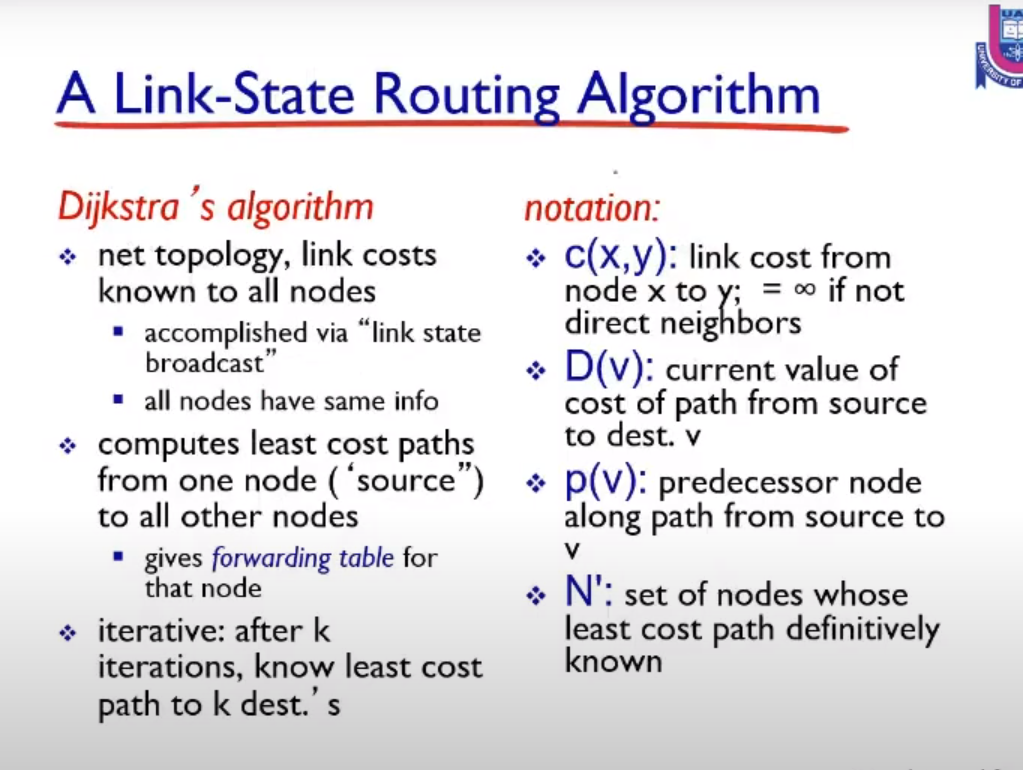 A Link-State Routing Algorithm
Dijkstra's algorithm
❖ net topology, link costs
known to all nodes
▪ accomplished via “link state
broadcast”
▪ all nodes have same info
❖ computes least cost paths
from one node (‘source”)
to all other nodes
▪ gives forwarding table for
that node
❖ iterative: after k
iterations, know least cost
path to k dest.’s
notation:
❖ c(x,y): link cost from
node x to y; = ∞ if not
direct neighbors
❖ D(v): current value of
cost of path from source
to dest. v
❖ p(v): predecessor node
along path from source to
v
❖ N': set of nodes whose
least cost path definitively
known
UNIVERSITY OF